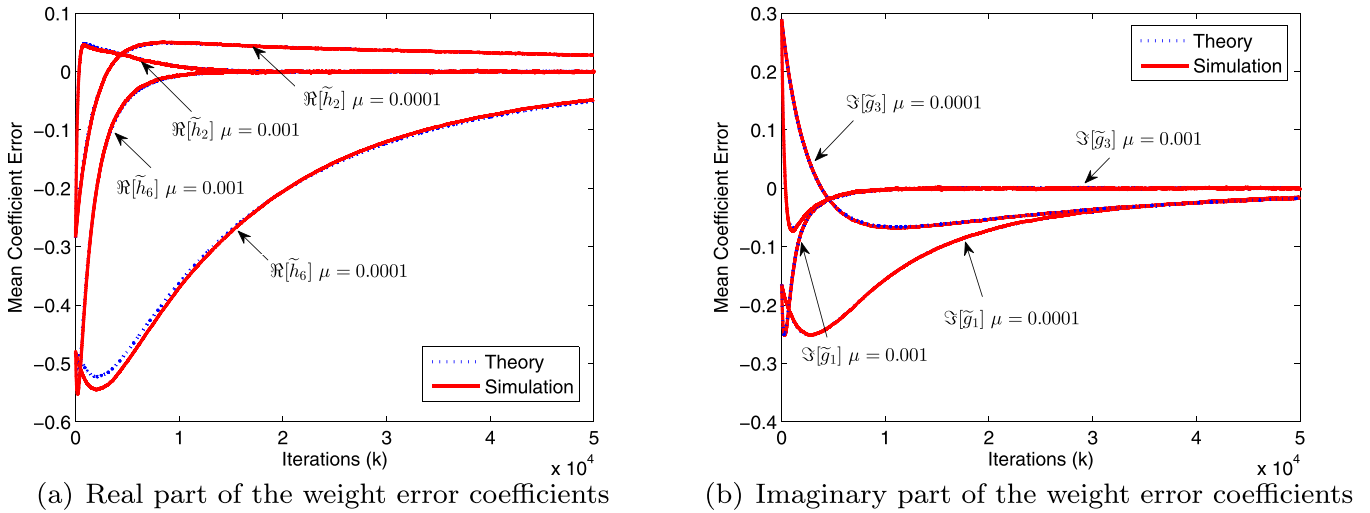 0.1
0
−0.1
−0.2
−0.3
−0.4
−0.5
−0.6
Mean Coefficient Error
0
1
2
3
4
5
x 10⁴
Iterations (k)
ℜ[h̃₂] μ = 0.0001
ℜ[h̃₂] μ = 0.001
ℜ[h̃₆] μ = 0.001
ℜ[h̃₆] μ = 0.0001
Theory
Simulation
(a) Real part of the weight error coefficients
0.3
0.2
0.1
0
−0.1
−0.2
−0.3
−0.4
Mean Coefficient Error
0
1
2
3
4
5
x 10⁴
Iterations (k)
Theory
Simulation
ℑ[g̃₃] μ = 0.0001
ℑ[g̃₃] μ = 0.001
ℑ[g̃₁] μ = 0.0001
ℑ[g̃₁] μ = 0.001
(b) Imaginary part of the weight error coefficients